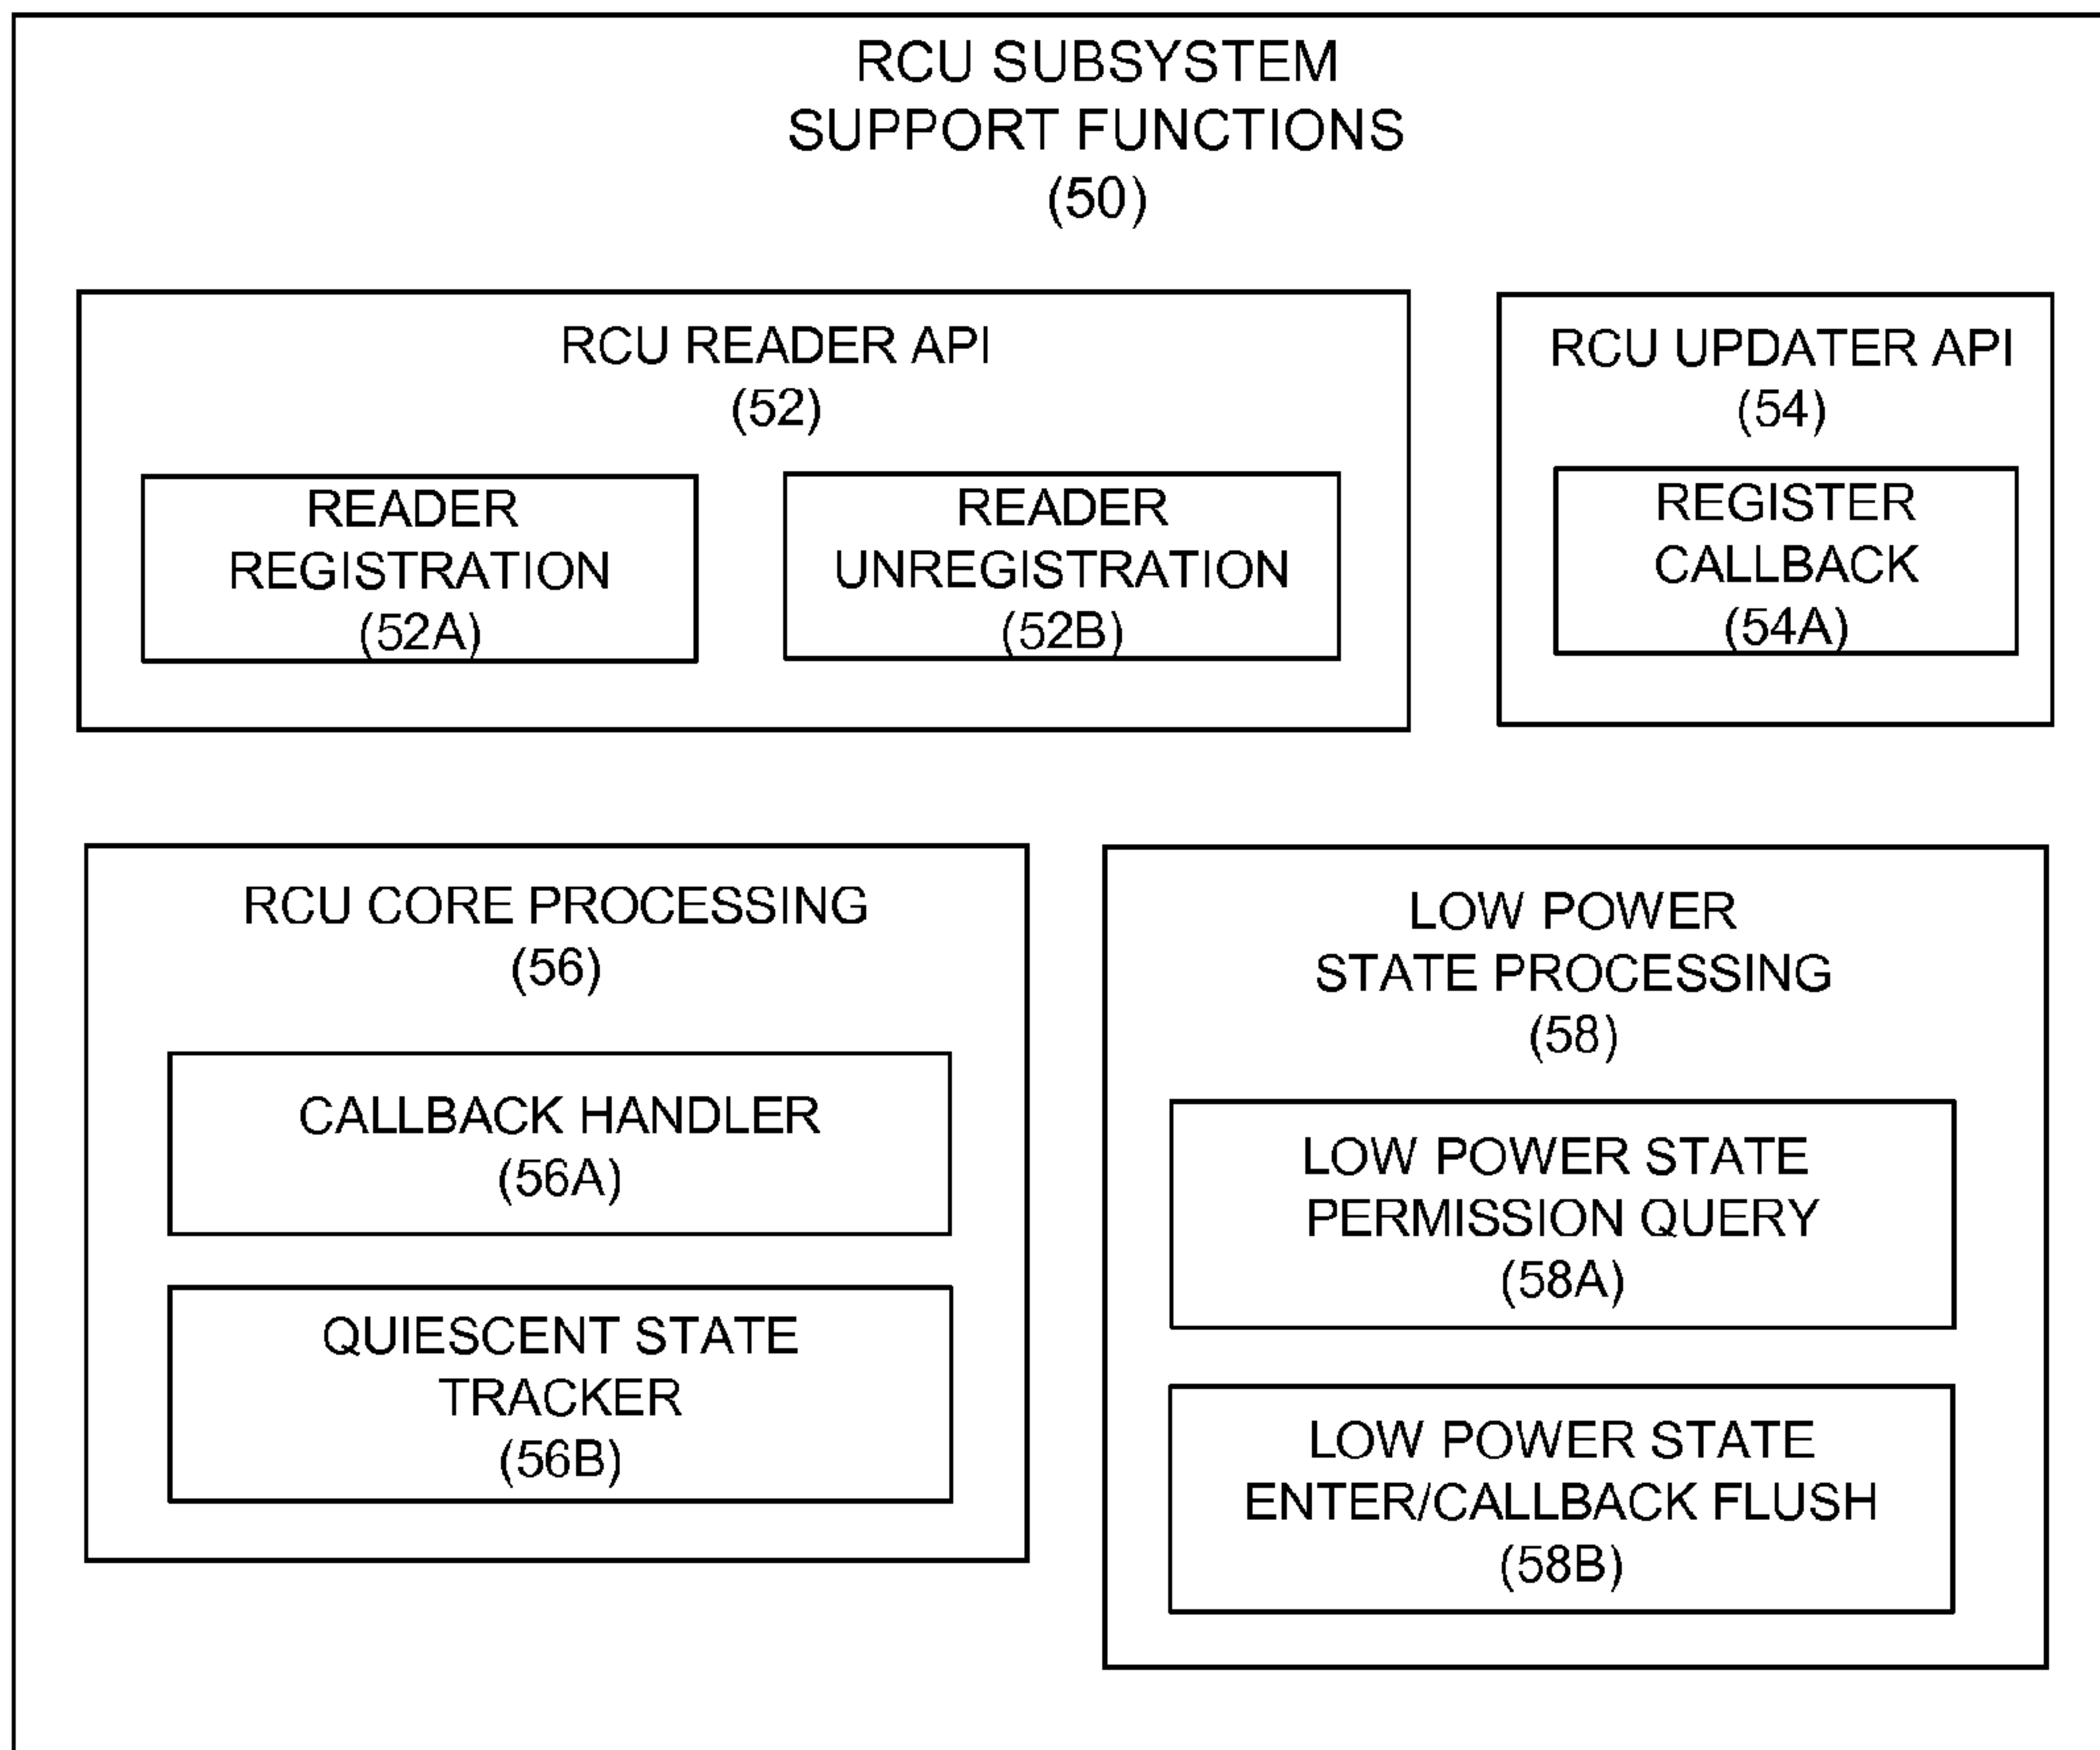 RCU SUBSYSTEM
SUPPORT FUNCTIONS
(50)
RCU READER API
(52)
READER
REGISTRATION
(52A)
READER
UNREGISTRATION
(52B)
RCU UPDATER API
(54)
REGISTER
CALLBACK
(54A)
RCU CORE PROCESSING
(56)
CALLBACK HANDLER
(56A)
QUIESCENT STATE
TRACKER
(56B)
LOW POWER
STATE PROCESSING
(58)
LOW POWER STATE
PERMISSION QUERY
(58A)
LOW POWER STATE
ENTER/CALLBACK FLUSH
(58B)